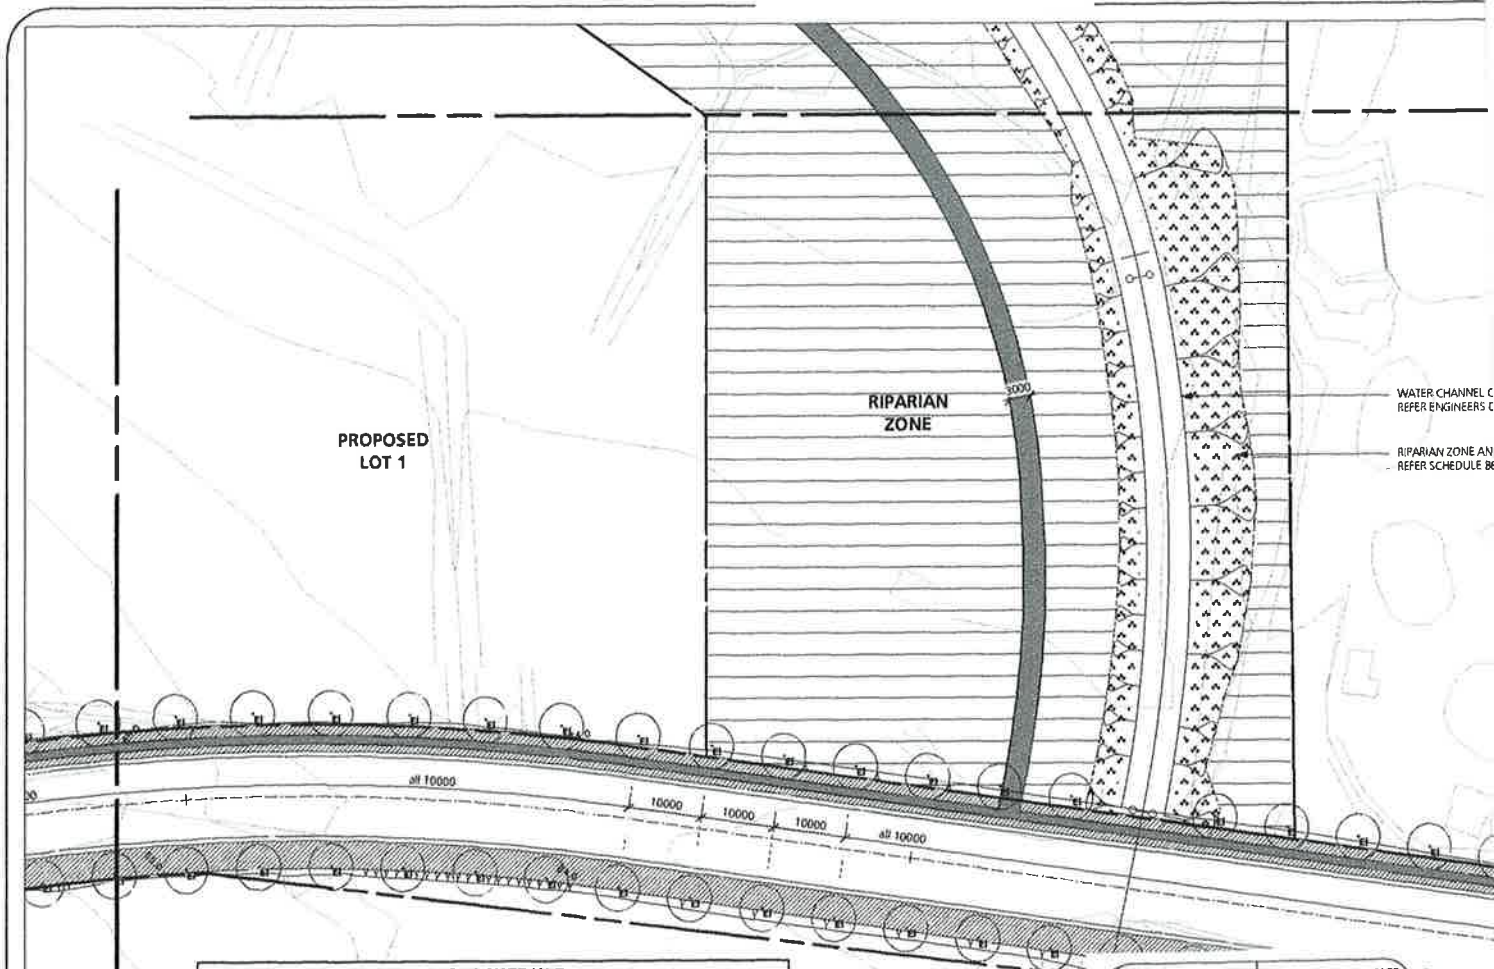 RIPARIAN
ZONE
3000
WATER CHANNEL
REFER ENGINEERS
PROPOSED
LOT 1
RIPARIAN ZONE AN
REFER SCHEDULE BE
all 10000
10000
10000
10000
all 10000